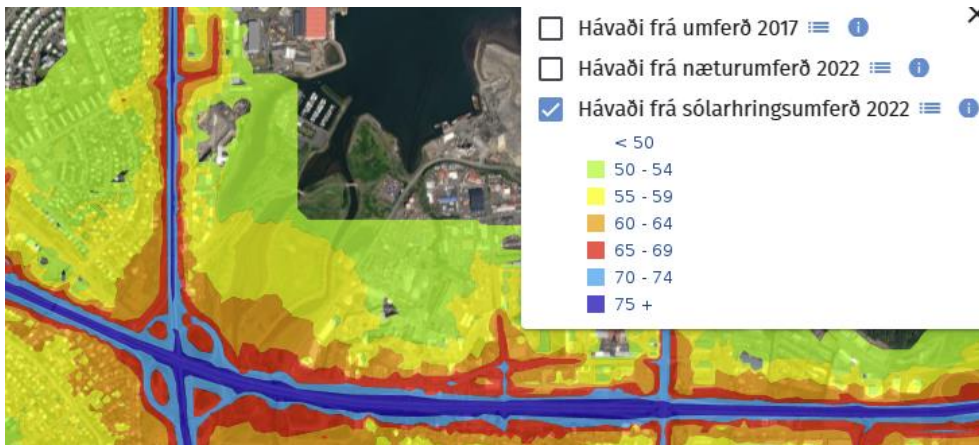 Hávaði frá umferð 2017
Hávaði frá næturumferð 2022
Hávaði frá sólarhringsumferð 2022
< 50
50 - 54
55 - 59
60 - 64
65 - 69
70 - 74
75 +